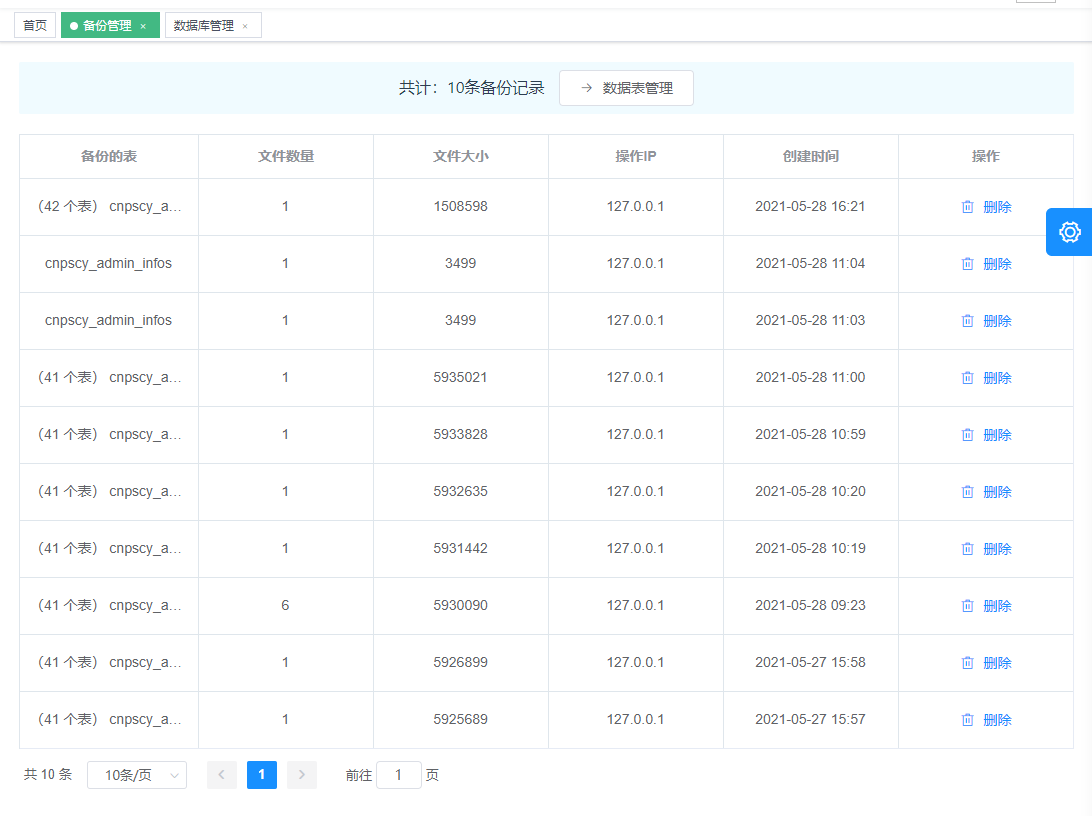 首页 备份管理 × 数据库管理 ×
共计：10条备份记录 → 数据表管理
备份的表 文件数量 文件大小 操作IP 创建时间 操作
（42 个表） cnpscy_a... 1 1508598 127.0.0.1 2021-05-28 16:21 删除
cnpscy_admin_infos 1 3499 127.0.0.1 2021-05-28 11:04 删除
cnpscy_admin_infos 1 3499 127.0.0.1 2021-05-28 11:03 删除
（41 个表） cnpscy_a... 1 5935021 127.0.0.1 2021-05-28 11:00 删除
（41 个表） cnpscy_a... 1 5933828 127.0.0.1 2021-05-28 10:59 删除
（41 个表） cnpscy_a... 1 5932635 127.0.0.1 2021-05-28 10:20 删除
（41 个表） cnpscy_a... 1 5931442 127.0.0.1 2021-05-28 10:19 删除
（41 个表） cnpscy_a... 6 5930090 127.0.0.1 2021-05-28 09:23 删除
（41 个表） cnpscy_a... 1 5926899 127.0.0.1 2021-05-27 15:58 删除
（41 个表） cnpscy_a... 1 5925689 127.0.0.1 2021-05-27 15:57 删除
共 10 条 10条/页 < 1 > 前往 1 页